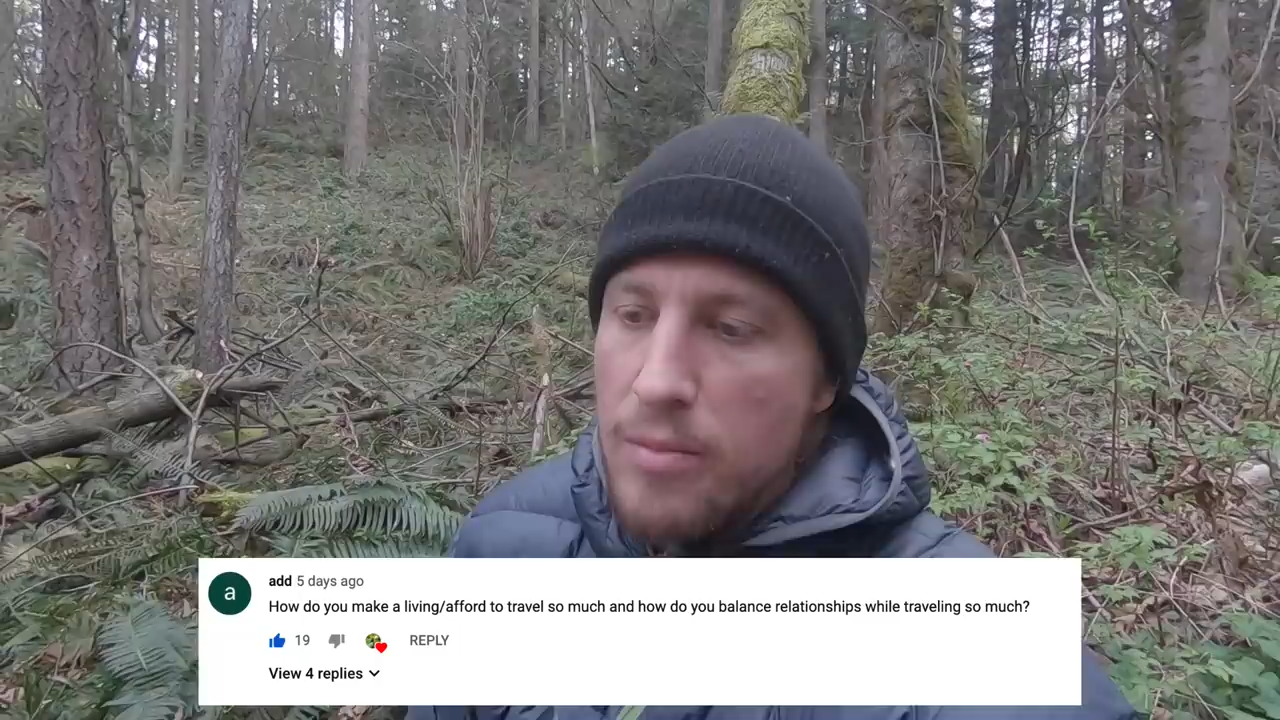 a
add 5 days ago
How do you make a living/afford to travel so much and how do you balance relationships while traveling so much?
19
REPLY
View 4 replies